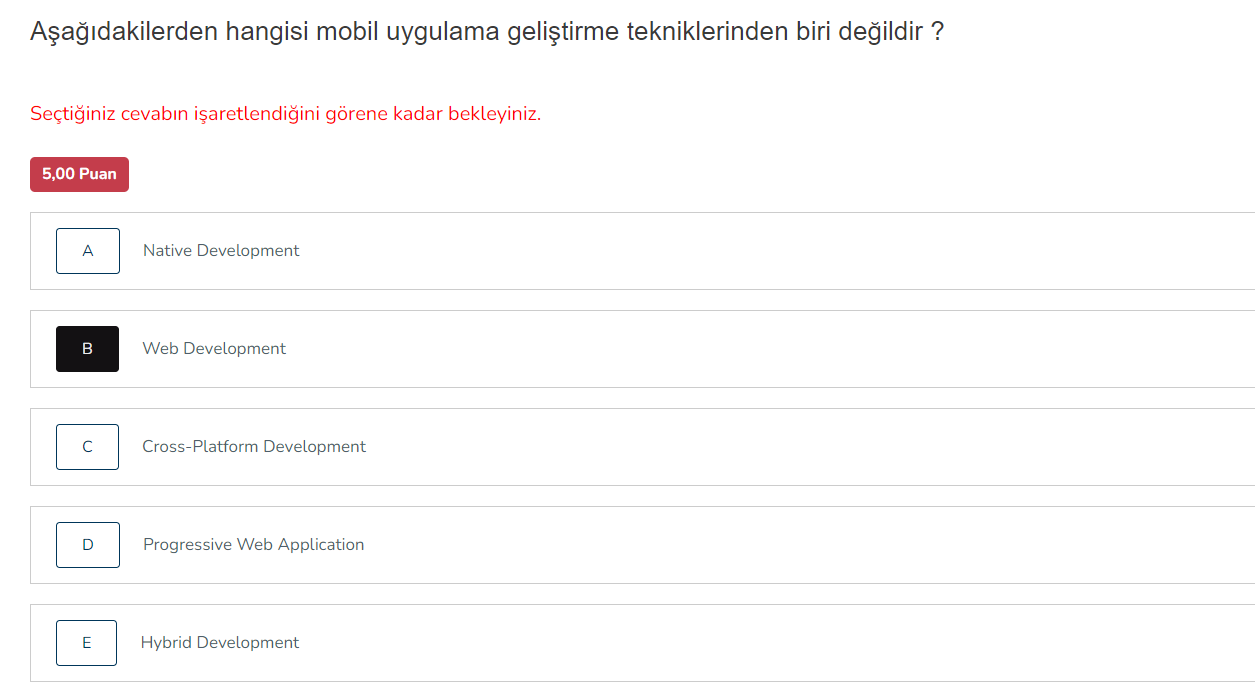 Aşağıdakilerden hangisi mobil uygulama geliştirme tekniklerinden biri değildir ?
Seçtiğiniz cevabın işaretlendiğini görene kadar bekleyiniz.
5,00 Puan
A Native Development
B Web Development
C Cross-Platform Development
D Progressive Web Application
E Hybrid Development